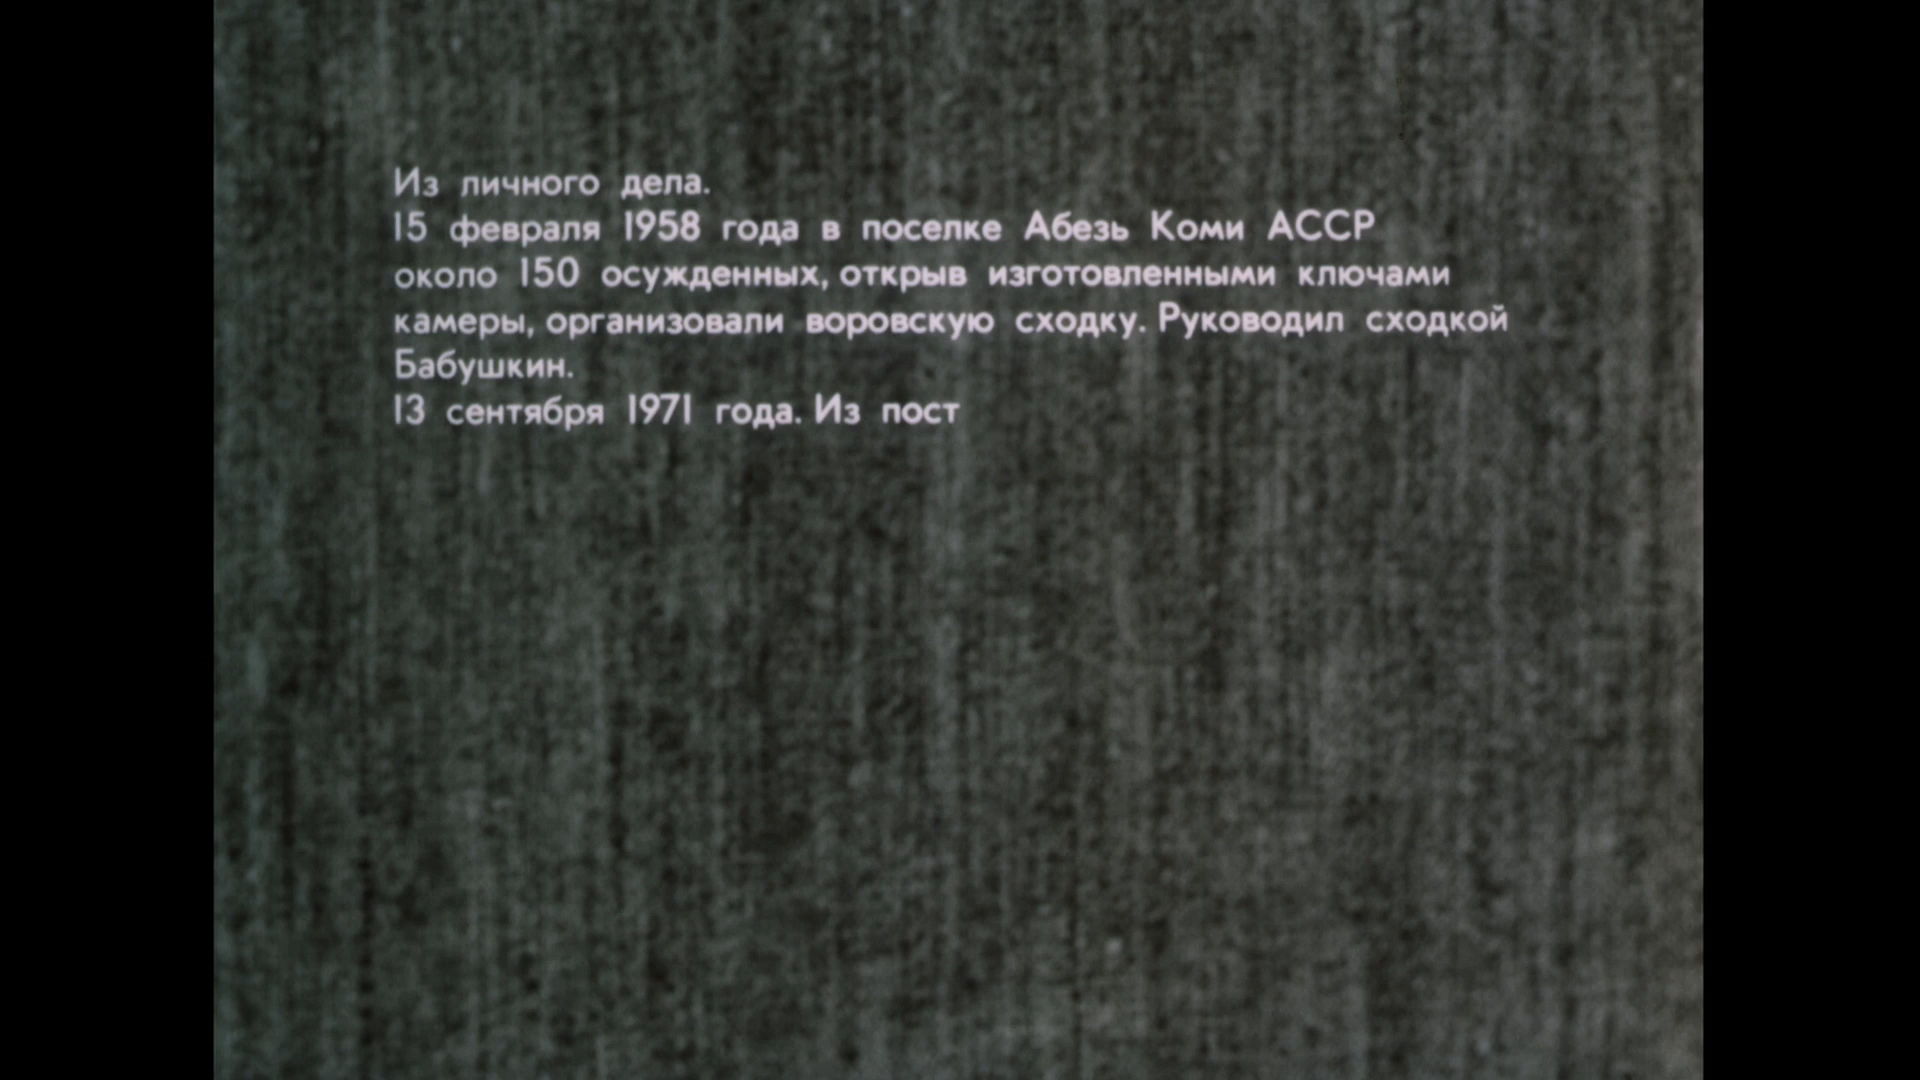 Из личного дела.
15 февраля 1958 года в поселке Абезь Коми АССР
около 150 осужденных, открыв изготовленными ключами
камеры, организовали воровскую сходку. Руководил сходкой
Бабушкин.
13 сентября 1971 года. Из пост